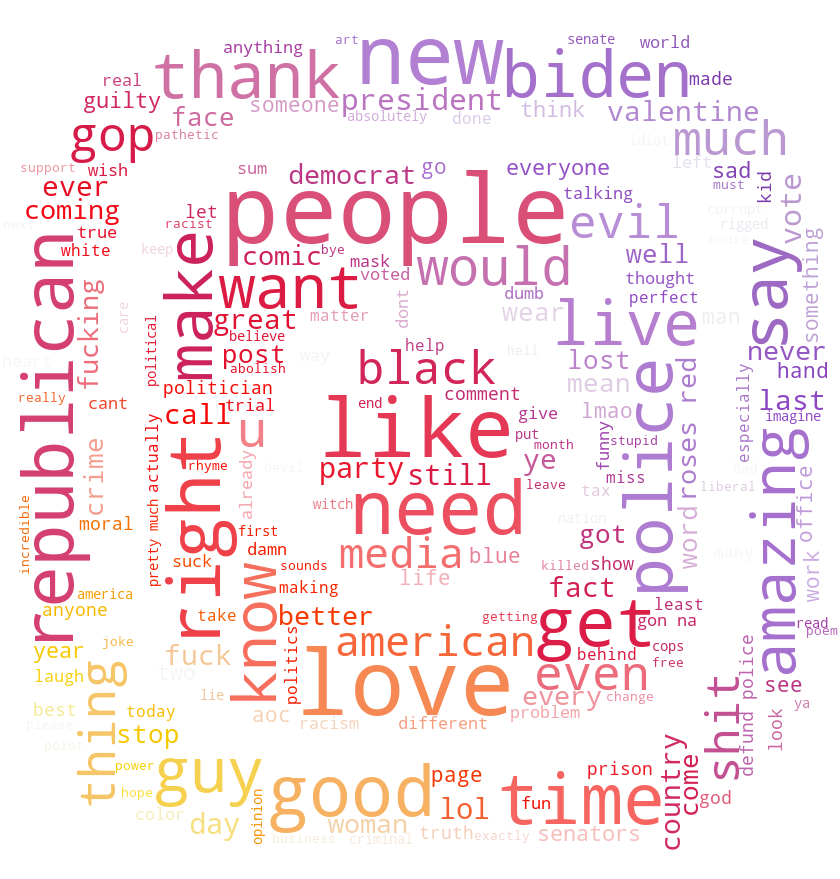 art
senate
world
anything
new
thank
biden
real
made
guilty
someone
president
think
valentine
face
absolutely
done
gop
pathetic
much
idiot
support
wish
sum
democrat
go
everyone
left
sad
kid
must
ever
people
talking
vote
next
coming
let
racist
evil
corrupt
rigged
true
white
keep
make
comic
bye
mask
would
well
house
say
something
republican
want
voted
thought
perfect
fucking
care
great
matter
dont
dumb
wear
live
man
political
believe
help
hell
never
heart
post
way
black
lost
hand
abolish
politician
comment
mean
police
roses red
especially
really
cant
call
trial
end
like
give
lmao
last
imagine
crime
right
u
put
month
funny
stupid
actually
rhyme
devil
party
still
ye
leave
miss
bad
liberal
amazing
incredible
moral
pretty much
already
witch
need
tax
nation
word
office
first
got
many
suck
damn
media
blue
killed
show
sounds
life
fact
work
america
know
making
least
anyone
take
better
get
gon na
read
poem
year
joke
politics
american
getting
behind
cops
free
defund police
laugh
thing
fuck
two
love
even
see
best
lie
every
change
shit
ya
please
today
aoc
racism
different
problem
look
point
stop
power
guy
country
come
hope
good
page
prison
god
color
day
opinion
woman
lol
time
fun
business
criminal
truth
exactly
senators